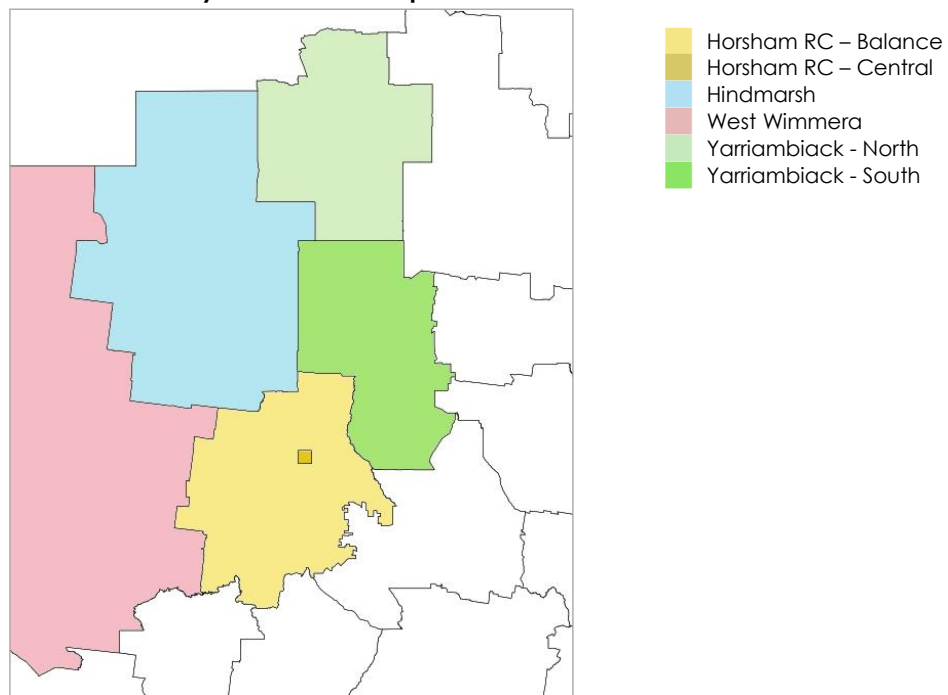 Horsham RC – Balance
Horsham RC – Central
Hindmarsh
West Wimmera
Yarriambiack - North
Yarriambiack - South